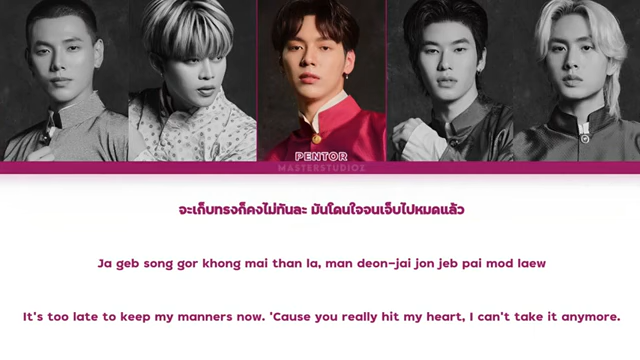 PENTOR
MASTERSTUDIOZ
จะเก็บทรงก็คงไม่ทันละ มันโดนใจจนเจ็บไปหมดแล้ว
Ja geb song gor khong mai than la, man deon-jai jon jeb pai mod laew
It's too late to keep my manners now. 'Cause you really hit my heart, I can't take it anymore.